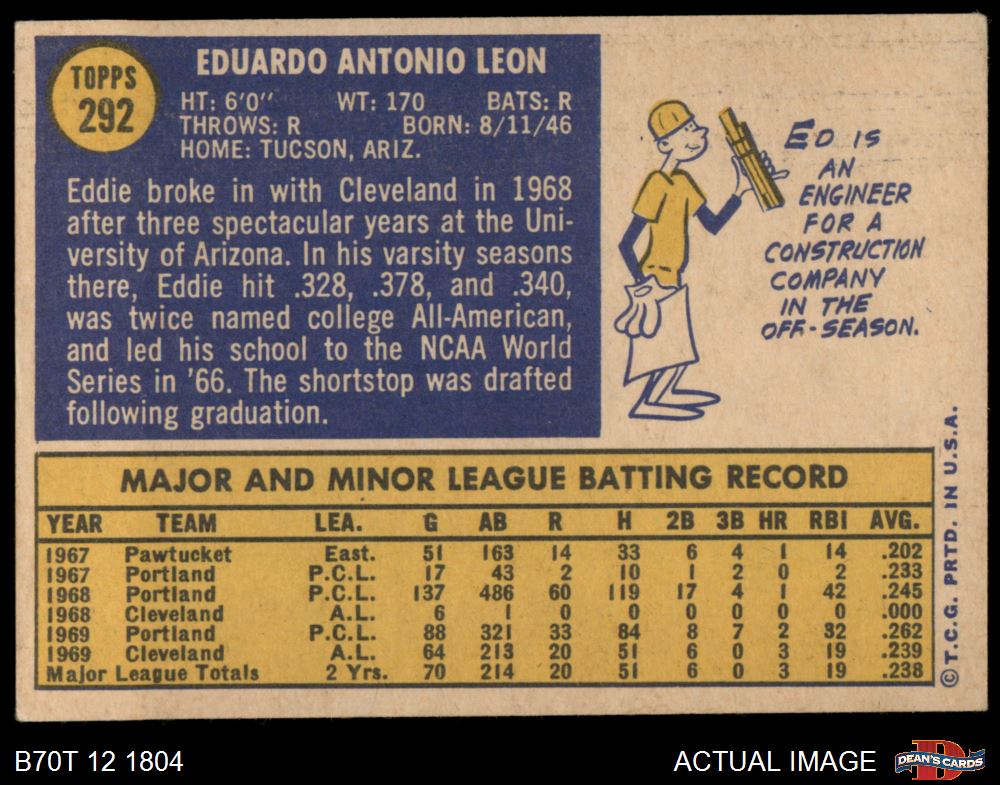 TOPPS
292
EDUARDO ANTONIO LEON
HT: 6'0" WT: 170 BATS: R
THROWS: R BORN: 8/11/46
HOME: TUCSON, ARIZ.
Eddie broke in with Cleveland in 1968
after three spectacular years at the Uni-
versity of Arizona. In his varsity seasons
there, Eddie hit .328, .378, and .340,
was twice named college All-American,
and led his school to the NCAA World
Series in '66. The shortstop was drafted
following graduation.
ED IS
AN
ENGINEER
FOR A
CONSTRUCTION
COMPANY
IN THE
OFF-SEASON.
MAJOR AND MINOR LEAGUE BATTING RECORD
YEAR TEAM LEA. G AB R H 2B 3B HR RBI AVG.
1967 Pawtucket East. 51 163 14 33 6 4 1 14 .202
1967 Portland P.C.L. 17 43 2 10 1 2 0 2 .233
1968 Portland P.C.L. 137 486 60 119 17 4 1 42 .245
1968 Cleveland A.L. 6 1 0 0 0 0 0 0 .000
1969 Portland P.C.L. 88 321 33 84 8 7 2 32 .262
1969 Cleveland A.L. 64 213 20 51 6 0 3 19 .239
Major League Totals 2 Yrs. 70 214 20 51 6 0 3 19 .238
©T.C.G. PRTD. IN U.S.A.
B70T 12 1804
ACTUAL IMAGE
DEAN'S CARDS